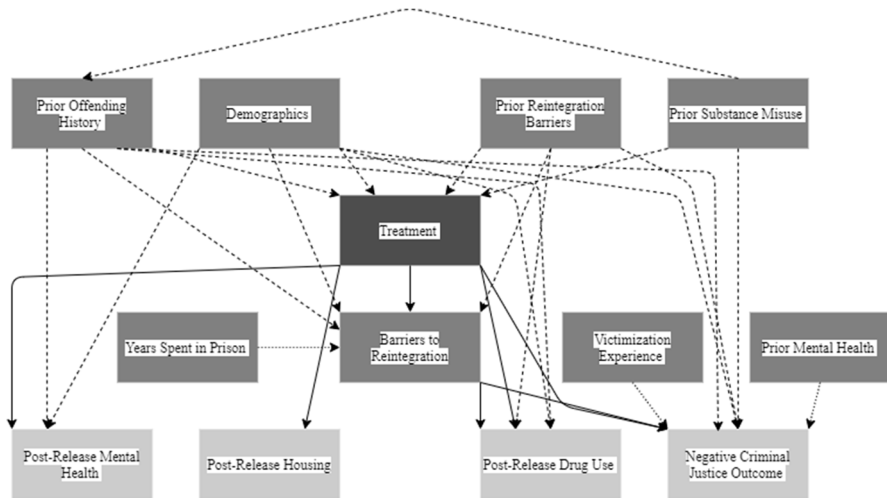 Prior Offending
History
Demographics
Prior Reintegration
Barriers
Prior Substance Misuse
Treatment
Years Spent in Prison
Barriers to
Reintegration
Victimization
Experience
Prior Mental Health
Post-Release Mental
Health
Post-Release Housing
Post-Release Drug Use
Negative Criminal
Justice Outcome